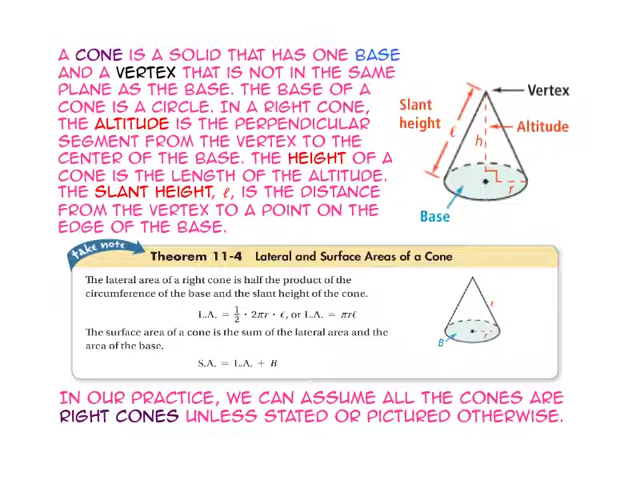 A CONE IS A SOLID THAT HAS ONE BASE
AND A VERTEX THAT IS NOT IN THE SAME
PLANE AS THE BASE. THE BASE OF A
CONE IS A CIRCLE. IN A RIGHT CONE,
THE ALTITUDE IS THE PERPENDICULAR
SEGMENT FROM THE VERTEX TO THE
CENTER OF THE BASE. THE HEIGHT OF A
CONE IS THE LENGTH OF THE ALTITUDE.
THE SLANT HEIGHT, ℓ, IS THE DISTANCE
FROM THE VERTEX TO A POINT ON THE
EDGE OF THE BASE.
Vertex
Slant
height
Altitude
ℓ
h
r
Base
take note
Theorem 11-4 Lateral and Surface Areas of a Cone
The lateral area of a right cone is half the product of the
circumference of the base and the slant height of the cone.
L.A. = 1/2 · 2πr · ℓ, or L.A. = πrℓ
The surface area of a cone is the sum of the lateral area and the
area of the base.
S.A. = L.A. + B
ℓ
r
B
IN OUR PRACTICE, WE CAN ASSUME ALL THE CONES ARE
RIGHT CONES UNLESS STATED OR PICTURED OTHERWISE.